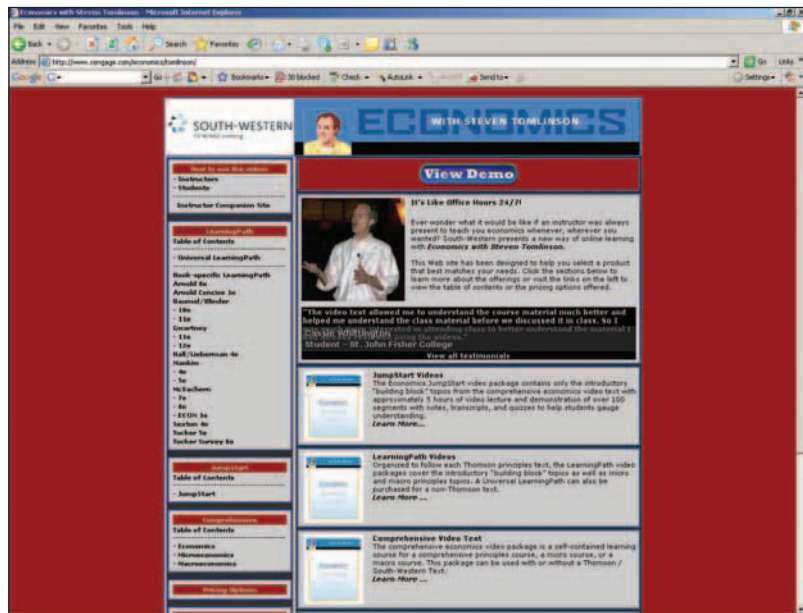 Economics with Steven Tomlinson - Microsoft Internet Explorer
File Edit View Favorites Tools Help
Back Search Favorites
Address http://www.cengage.com/economics/tomlinson/ Go Links
Google Go Bookmarks 30 blocked Check AutoLink Send to Settings
SOUTH-WESTERN
ECONOMICS
WITH STEVEN TOMLINSON
How to use the videos
- Instructors
- Students
Instructor Companion Site
LearningPath
Table of Contents
- Universal LearningPath
Book-specific LearningPath
Arnold 8e
Arnold Concise 1e
Baumol/Blinder
- 10e
- 11e
Gwartney
- 11e
- 12e
Hall/Lieberman 4e
Mankiw
- 4e
- 5e
McEachern
- 7e
- 8e
- ECON 1e
Sexton 4e
Tucker 5e
Tucker Survey 6e
JumpStart
Table of Contents
- JumpStart
Comprehensive
Table of Contents
- Economics
- Microeconomics
- Macroeconomics
Pricing Options
View Demo
It's Like Office Hours 24/7!
Ever wonder what it would be like if an instructor was always
present to teach you economics whenever, wherever you
wanted? South-Western presents a new way of online learning
with Economics with Steven Tomlinson.
This Web site has been designed to help you select a product
that best matches your needs. Click the sections below to
learn more about the offerings or visit the links on the left to
view the table of contents or the pricing options offered.
"The video text allowed me to understand the course material much better and
helped me understand the class material before we discussed it in class. So I
Cassie Whittington
Student - St. John Fisher College
View all testimonials
JumpStart Videos
The Economics JumpStart video package contains only the introductory
"building block" topics from the comprehensive economics video text with
approximately 5 hours of video lecture and demonstration of over 100
segments with notes, transcripts, and quizzes to help students gauge
understanding.
Learn More...
LearningPath Videos
Organized to follow each Thomson principles text, the LearningPath video
packages cover the introductory "building block" topics as well as micro
and macro principles topics. A Universal LearningPath can also be
purchased for a non-Thomson text.
Learn More ...
Comprehensive Video Text
The comprehensive economics video package is a self-contained learning
course for a comprehensive principles course, a micro course, or a
macro course. This package can be used with or without a Thomson /
South-Western Text.
Learn More ...